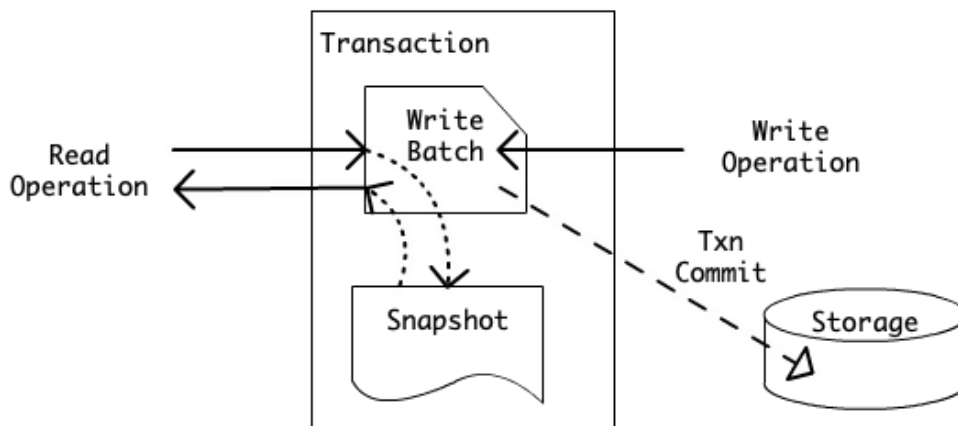 Transaction
Write
Batch
Read
Operation
Write
Operation
Txn
Commit
Snapshot
Storage